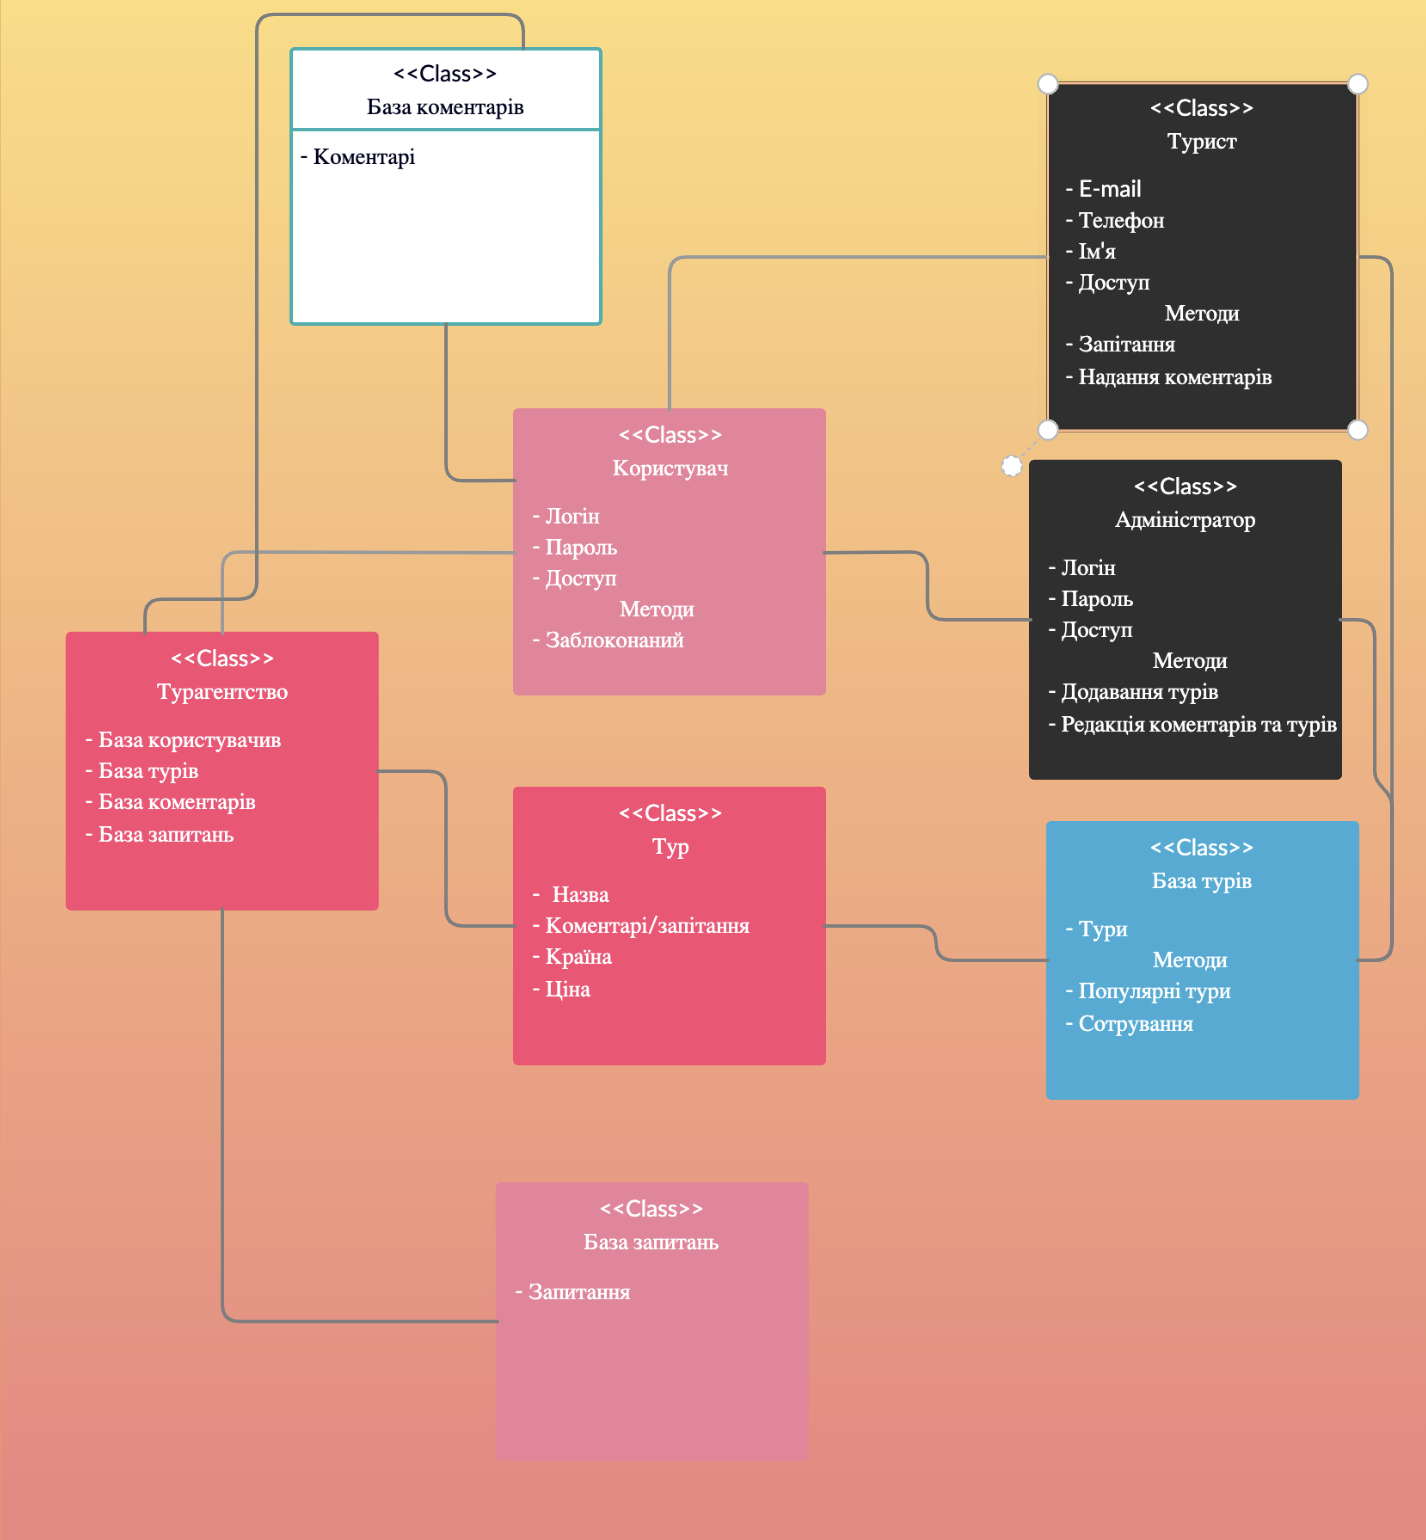 <<Class>>
База коментарів
- Коментарі
<<Class>>
Турист
- E-mail
- Телефон
- Ім'я
- Доступ
Методи
- Запітання
- Надання коментарів
<<Class>>
Користувач
- Логін
- Пароль
- Доступ
Методи
- Заблоконаний
<<Class>>
Адміністратор
- Логін
- Пароль
- Доступ
Методи
- Додавання турів
- Редакція коментарів та турів
<<Class>>
Турагентство
- База користувачив
- База турів
- База коментарів
- База запитань
<<Class>>
Тур
- Назва
- Коментарі/запітання
- Країна
- Ціна
<<Class>>
База турів
- Тури
Методи
- Популярні тури
- Сотрування
<<Class>>
База запитань
- Запитання